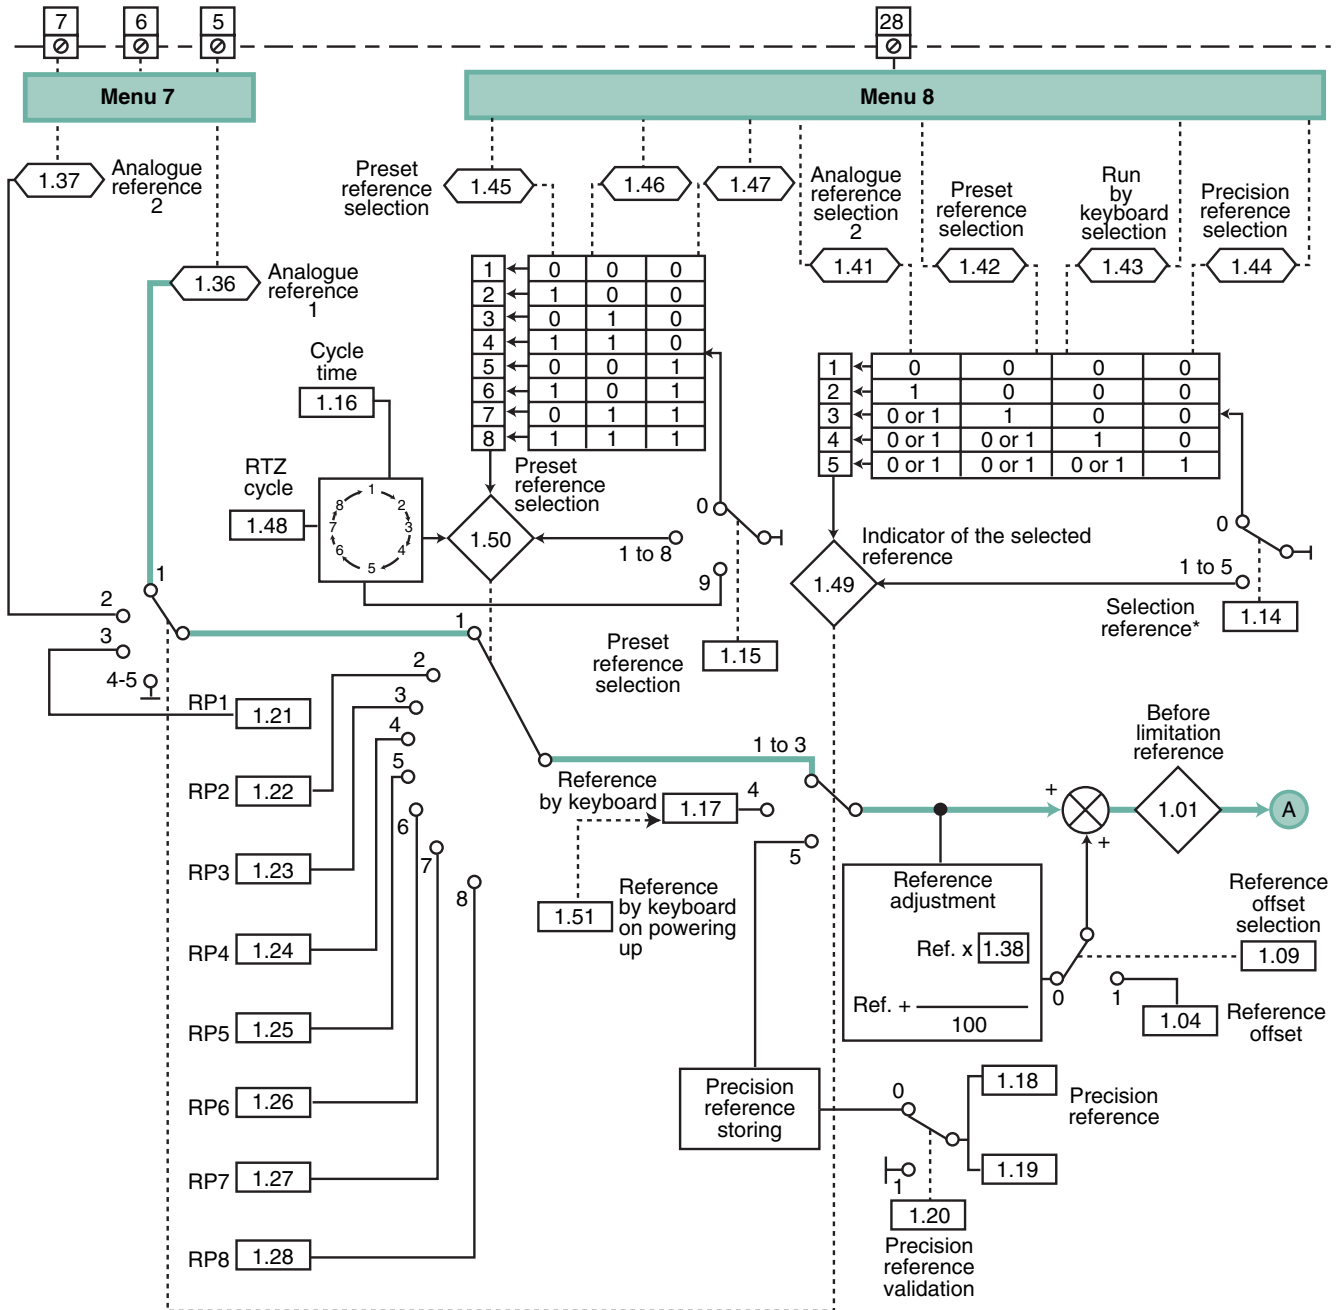 7 6 5 28
Menu 7 Menu 8
1.37
Analogue
reference
2
1.36
Analogue
reference
1
Preset
reference
selection
1.45
1.46
1.47
Analogue
reference
selection
2
1.41
Preset
reference
selection
1.42
Run
by
keyboard
selection
1.43
Precision
reference
selection
1.44
1 0 0 0
2 1 0 0
3 0 1 0
4 1 1 0
5 0 0 1
6 1 0 1
7 0 1 1
8 1 1 1
1 0 0 0 0
2 1 0 0 0
3 0 or 1 1 0 0
4 0 or 1 0 or 1 1 0
5 0 or 1 0 or 1 0 or 1 1
Cycle
time
1.16
RTZ
cycle
1.48
1
2
3
4
5
6
7
8
Preset
reference
selection
1.50
0
1 to 8
9
Preset
reference
selection
1.15
Indicator of the selected
reference
1.49
0
1 to 5
Selection
reference*
1.14
1
2
3
4-5
1
2
3
4
5
6
7
8
RP1 1.21
RP2 1.22
RP3 1.23
RP4 1.24
RP5 1.25
RP6 1.26
RP7 1.27
RP8 1.28
1 to 3
Reference
by keyboard
1.17
4
5
1.51
Reference
by keyboard
on powering
up
Before
limitation
reference
+
+
1.01
A
Reference
adjustment
Ref. x 1.38
Ref. +
100
0
1
Reference
offset
selection
1.09
1.04
Reference
offset
Precision
reference
storing
0
1
1.18
1.19
Precision
reference
1.20
Precision
reference
validation